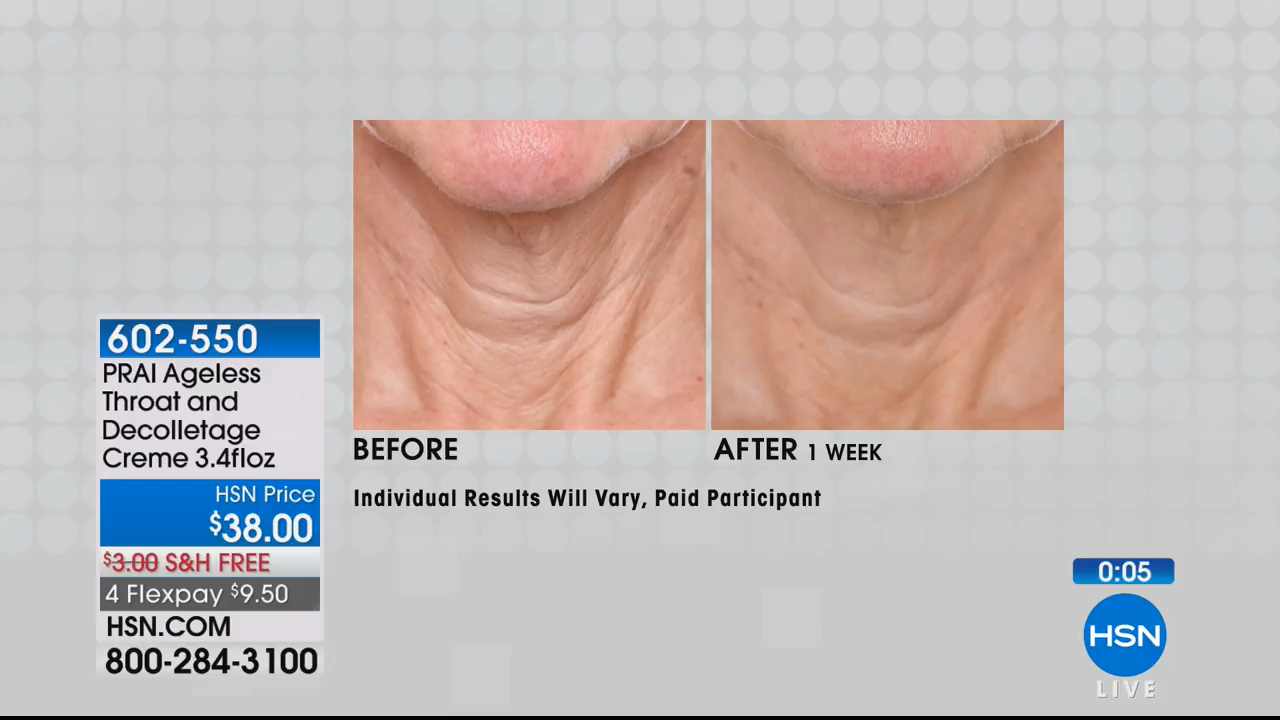 BEFORE
AFTER 1 WEEK
Individual Results Will Vary, Paid Participant
602-550
PRAI Ageless
Throat and
Decolletage
Creme 3.4floz
HSN Price
$38.00
$3.00 S&H FREE
4 Flexpay $9.50
HSN.COM
800-284-3100
0:05
HSN
LIVE